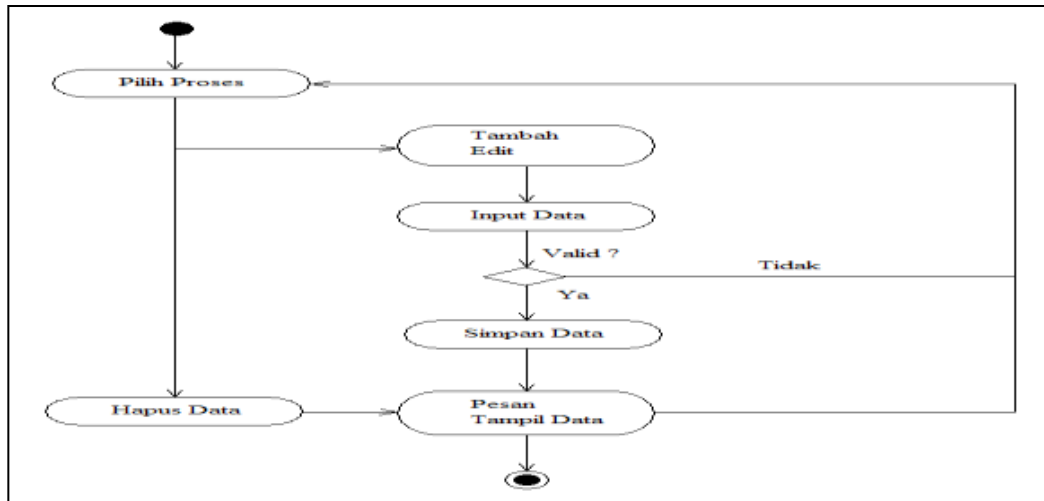 Pilih Proses
Tambah
Edit
Input Data
Valid ?
Tidak
Ya
Simpan Data
Hapus Data
Pesan
Tampil Data